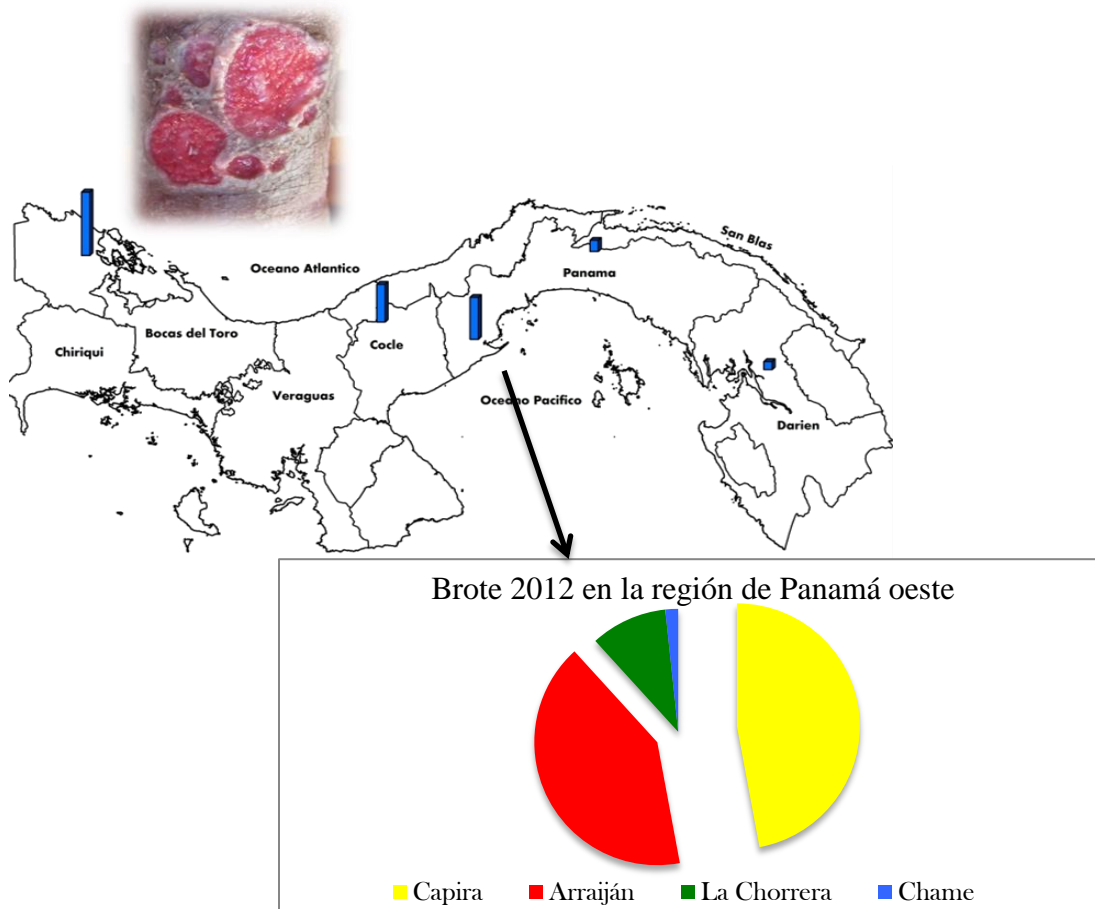 San Blas
Oceano Atlantico
Panama
Bocas del Toro
Chiriqui
Cocle
Veraguas
Oceano Pacifico
Darien
Brote 2012 en la región de Panamá oeste
Capira Arraiján La Chorrera Chame